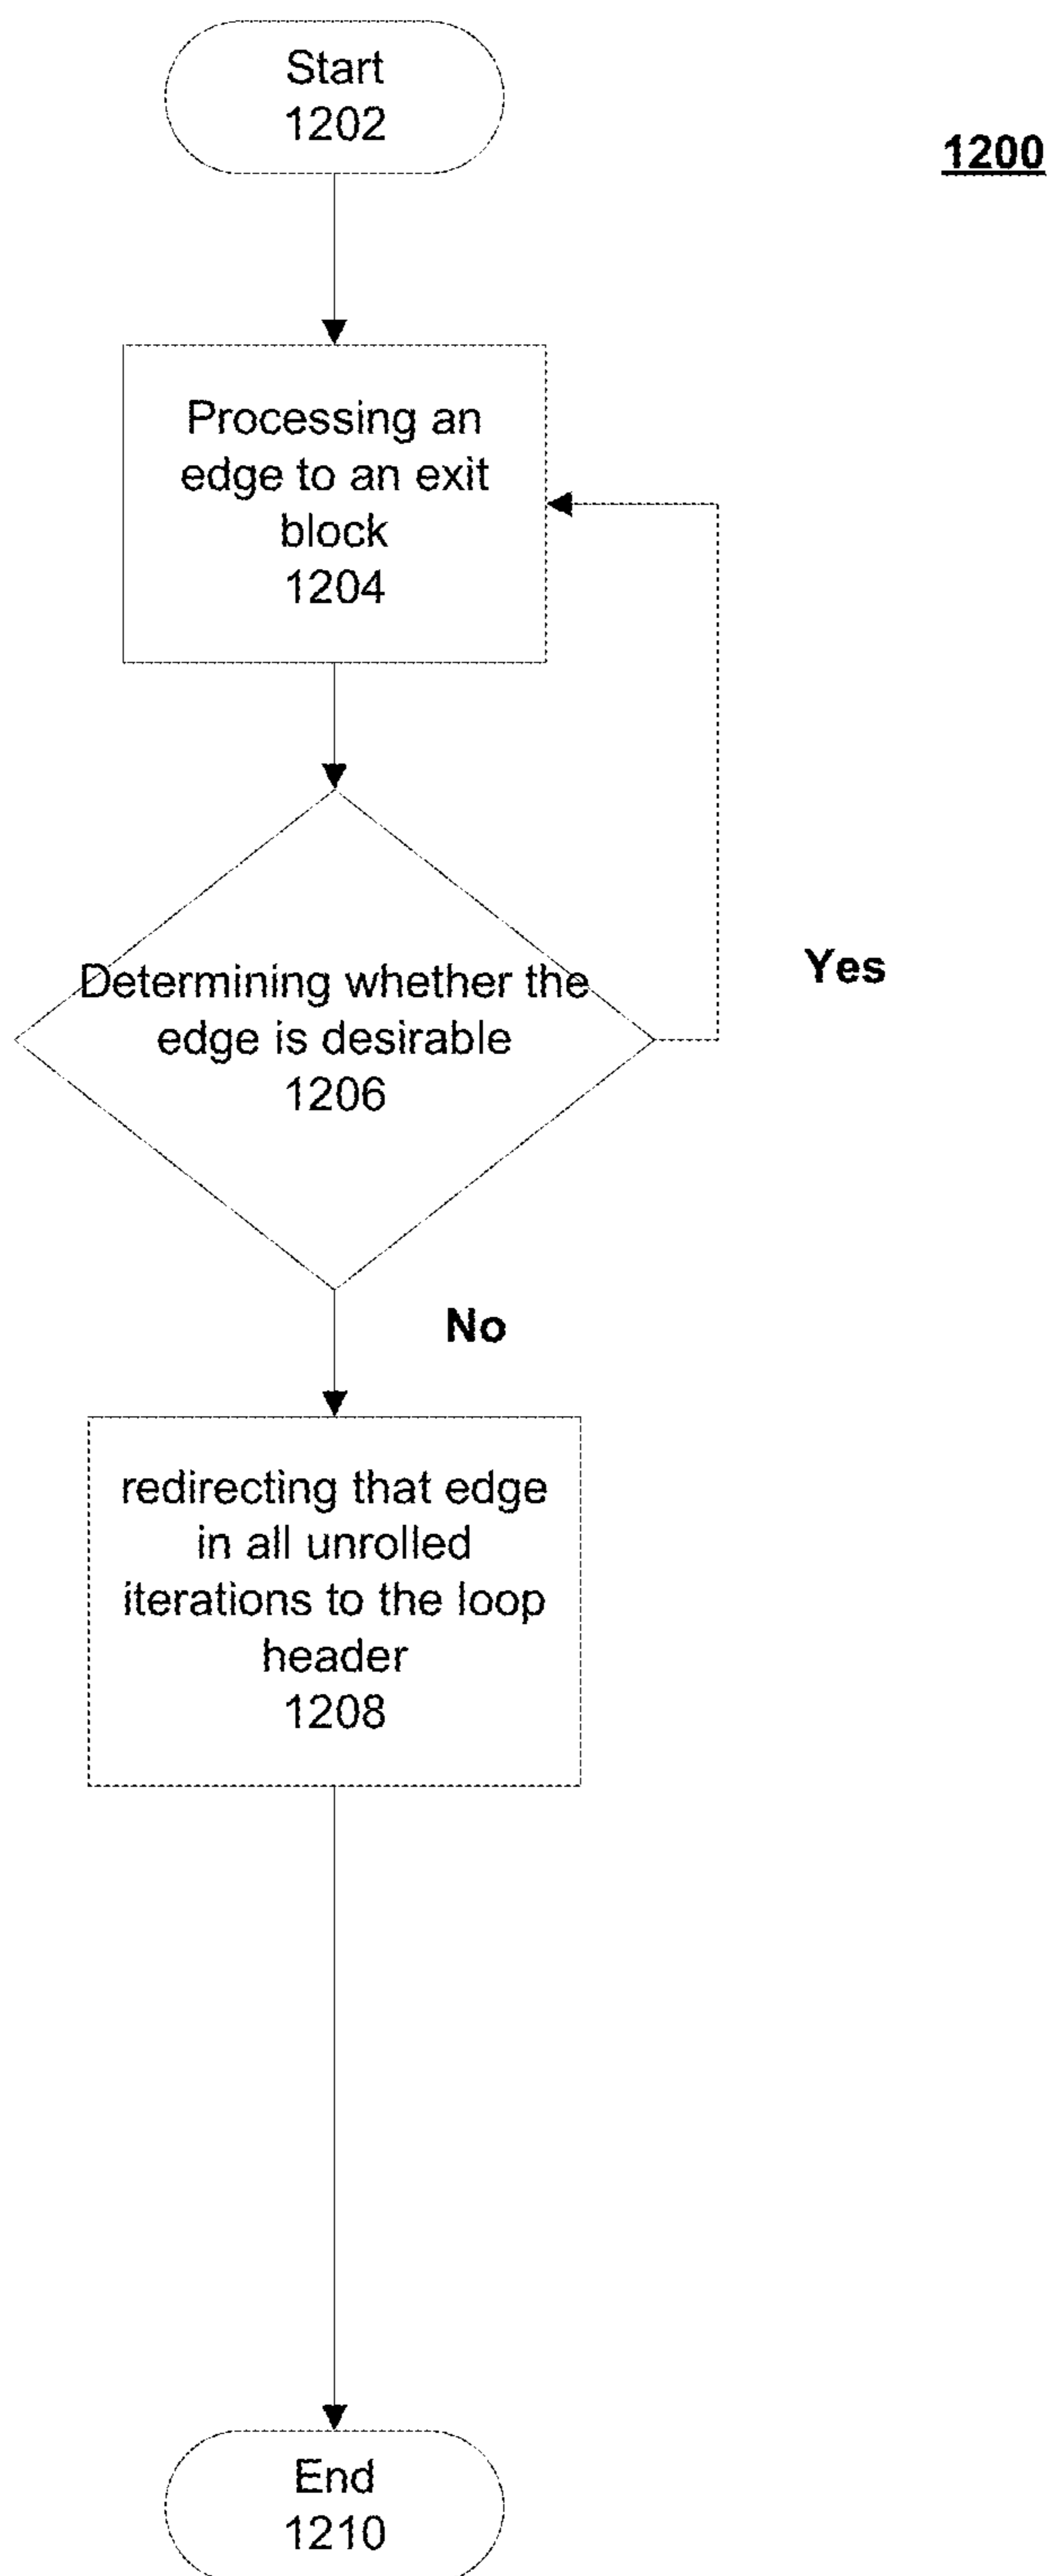 Start
1202
1200
Processing an
edge to an exit
block
1204
Determining whether the
edge is desirable
1206
Yes
No
redirecting that edge
in all unrolled
iterations to the loop
header
1208
End
1210